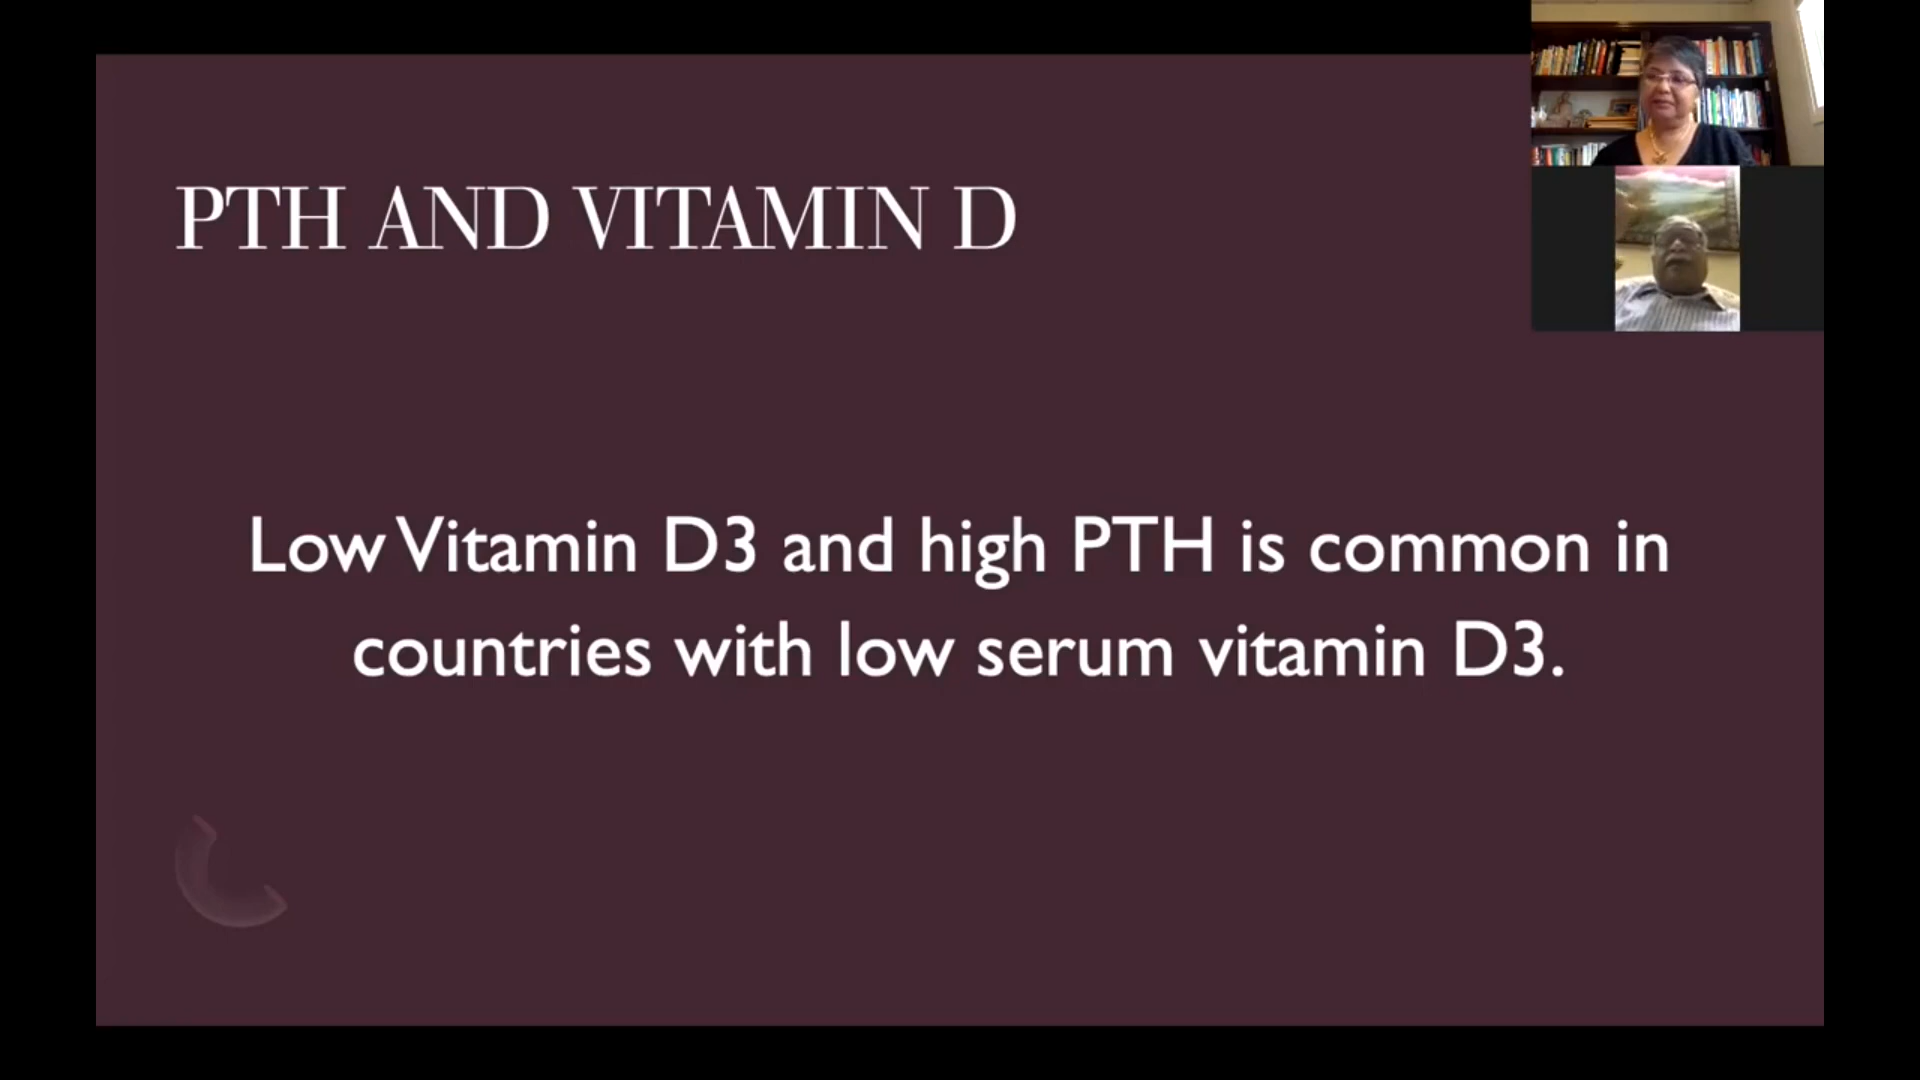 PTH AND VITAMIN D
Low Vitamin D3 and high PTH is common in
countries with low serum vitamin D3.